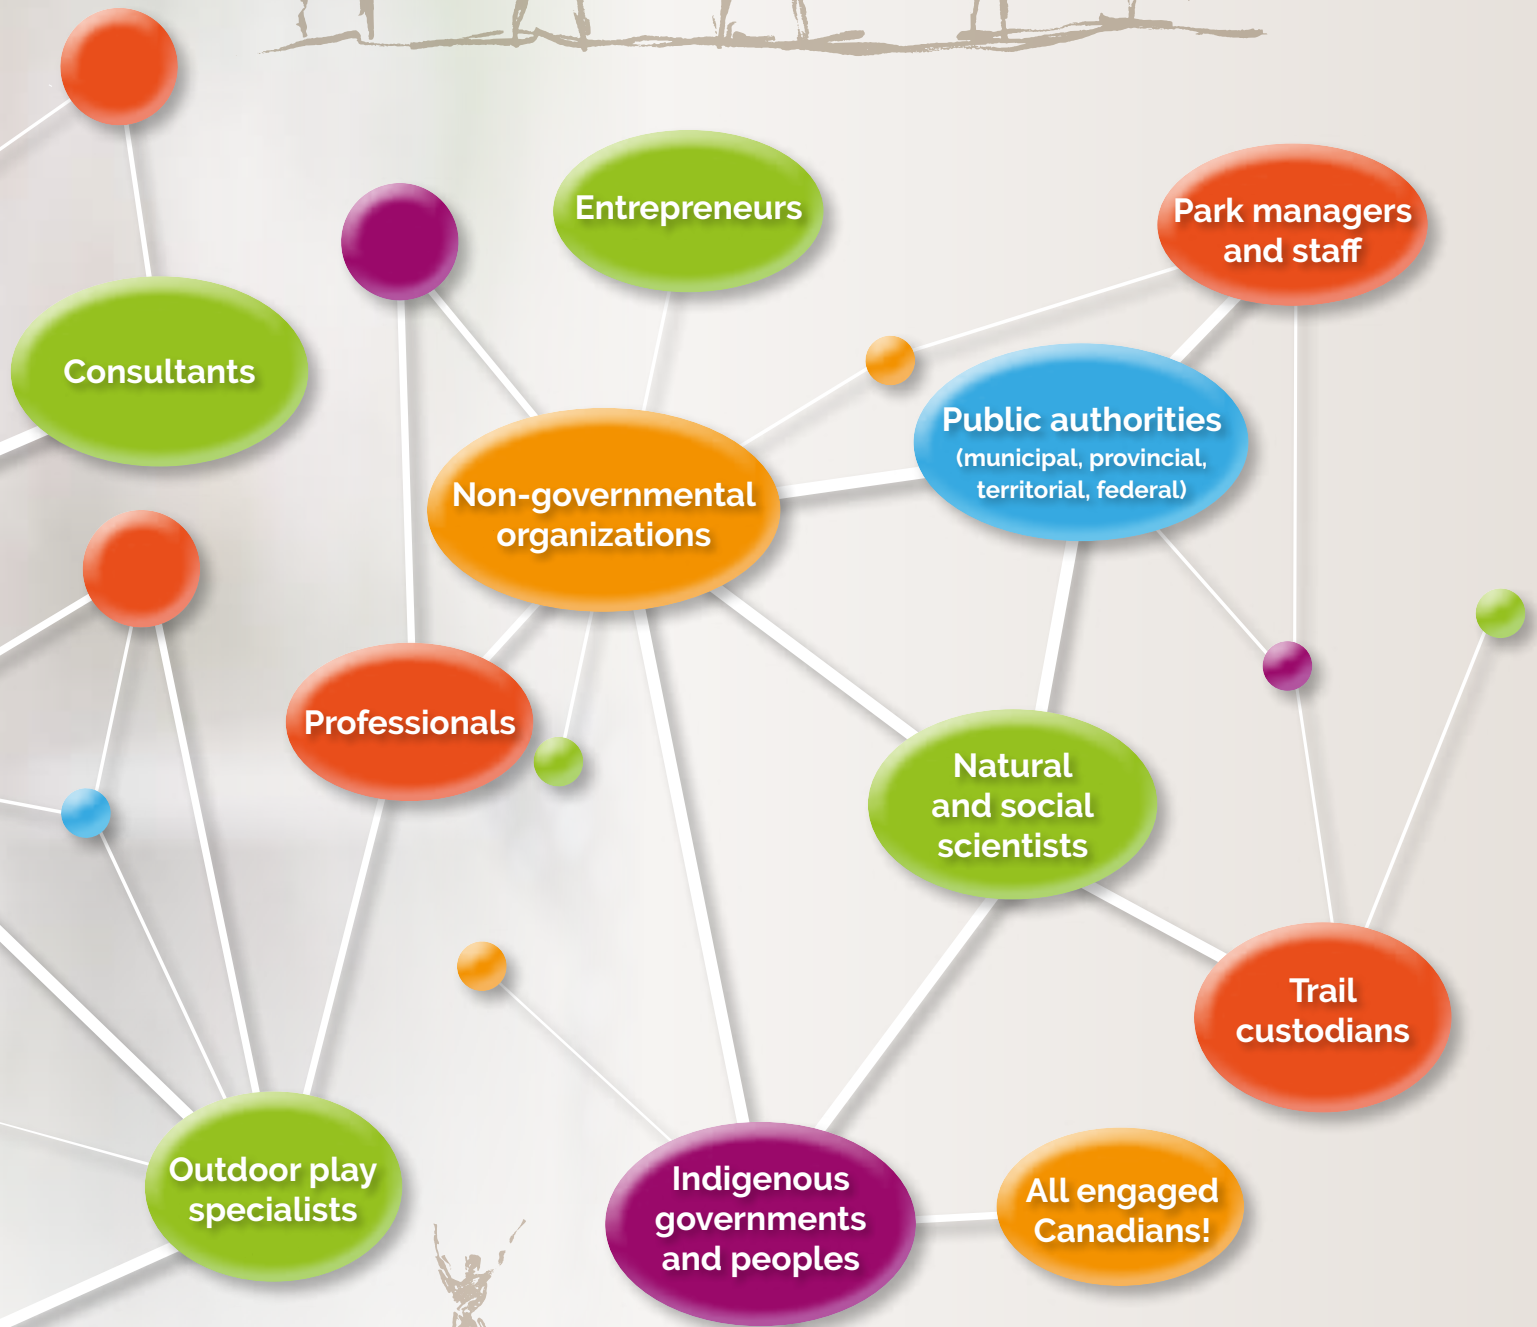 Entrepreneurs
Park managers
and staff
Consultants
Public authorities
(municipal, provincial,
territorial, federal)
Non-governmental
organizations
Professionals
Natural
and social
scientists
Trail
custodians
Outdoor play
specialists
Indigenous
governments
and peoples
All engaged
Canadians!